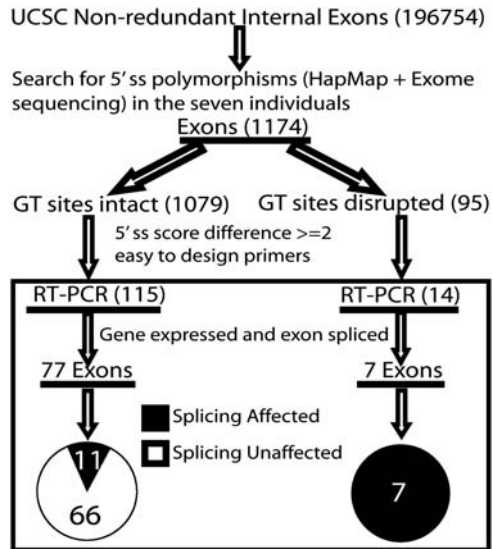 UCSC Non-redundant Internal Exons (196754)
Search for 5' ss polymorphisms (HapMap + Exome
sequencing) in the seven individuals
Exons (1174)
GT sites intact (1079)
GT sites disrupted (95)
5' ss score difference >=2
easy to design primers
RT-PCR (115)
RT-PCR (14)
Gene expressed and exon spliced
77 Exons
7 Exons
Splicing Affected
Splicing Unaffected
11
66
7